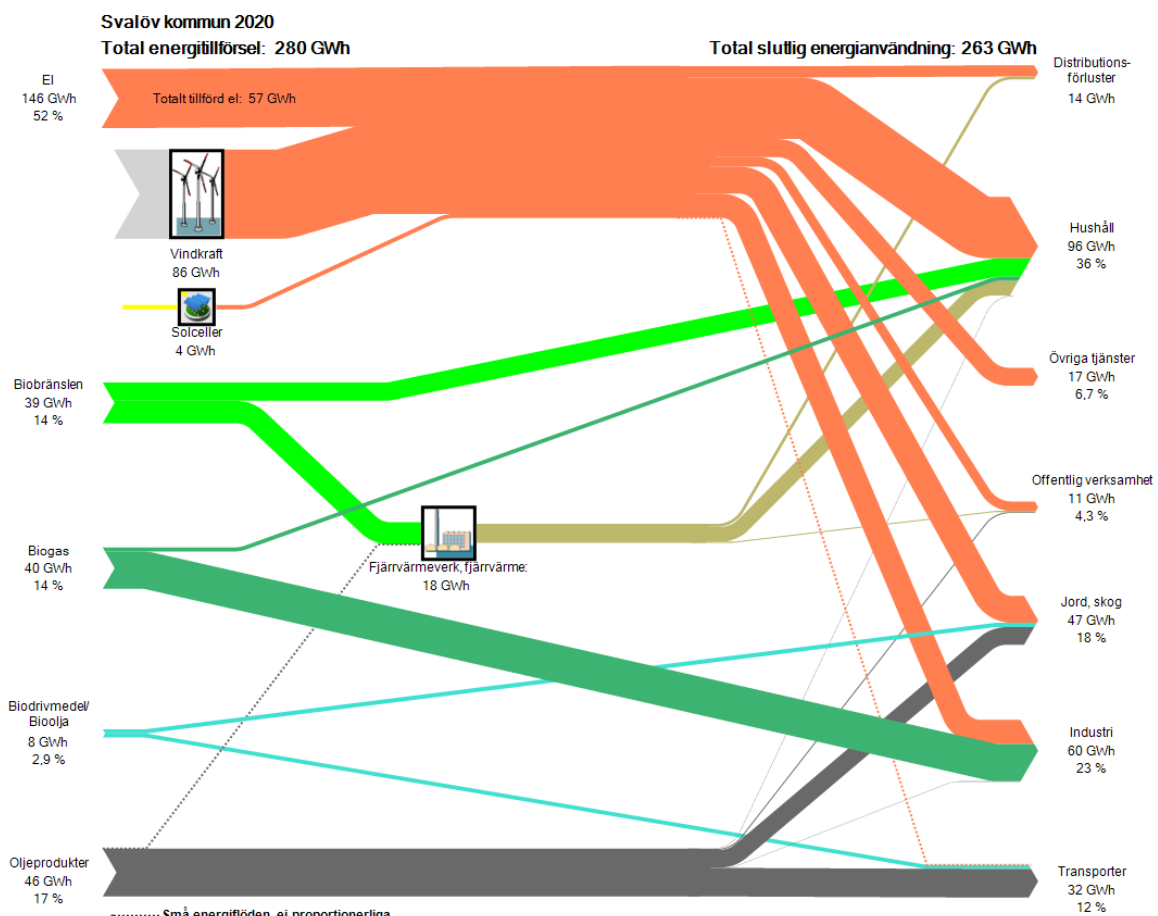 Svalöv kommun 2020
Total energitillförsel: 280 GWh
Total slutlig energianvändning: 263 GWh
El
146 GWh
52 %
Totalt tillförd el: 57 GWh
Vindkraft
86 GWh
Solceller
4 GWh
Biobränslen
39 GWh
14 %
Biogas
40 GWh
14 %
Fjärrvärmeverk, fjärrvärme:
18 GWh
Biodrivmedel/
Bioolja
8 GWh
2,9 %
Oljeprodukter
46 GWh
17 %
Små energiflöden, ej proportionerliga
Distributions-
förluster
14 GWh
Hushåll
96 GWh
36 %
Övriga tjänster
17 GWh
6,7 %
Offentlig verksamhet
11 GWh
4,3 %
Jord, skog
47 GWh
18 %
Industri
60 GWh
23 %
Transporter
32 GWh
12 %